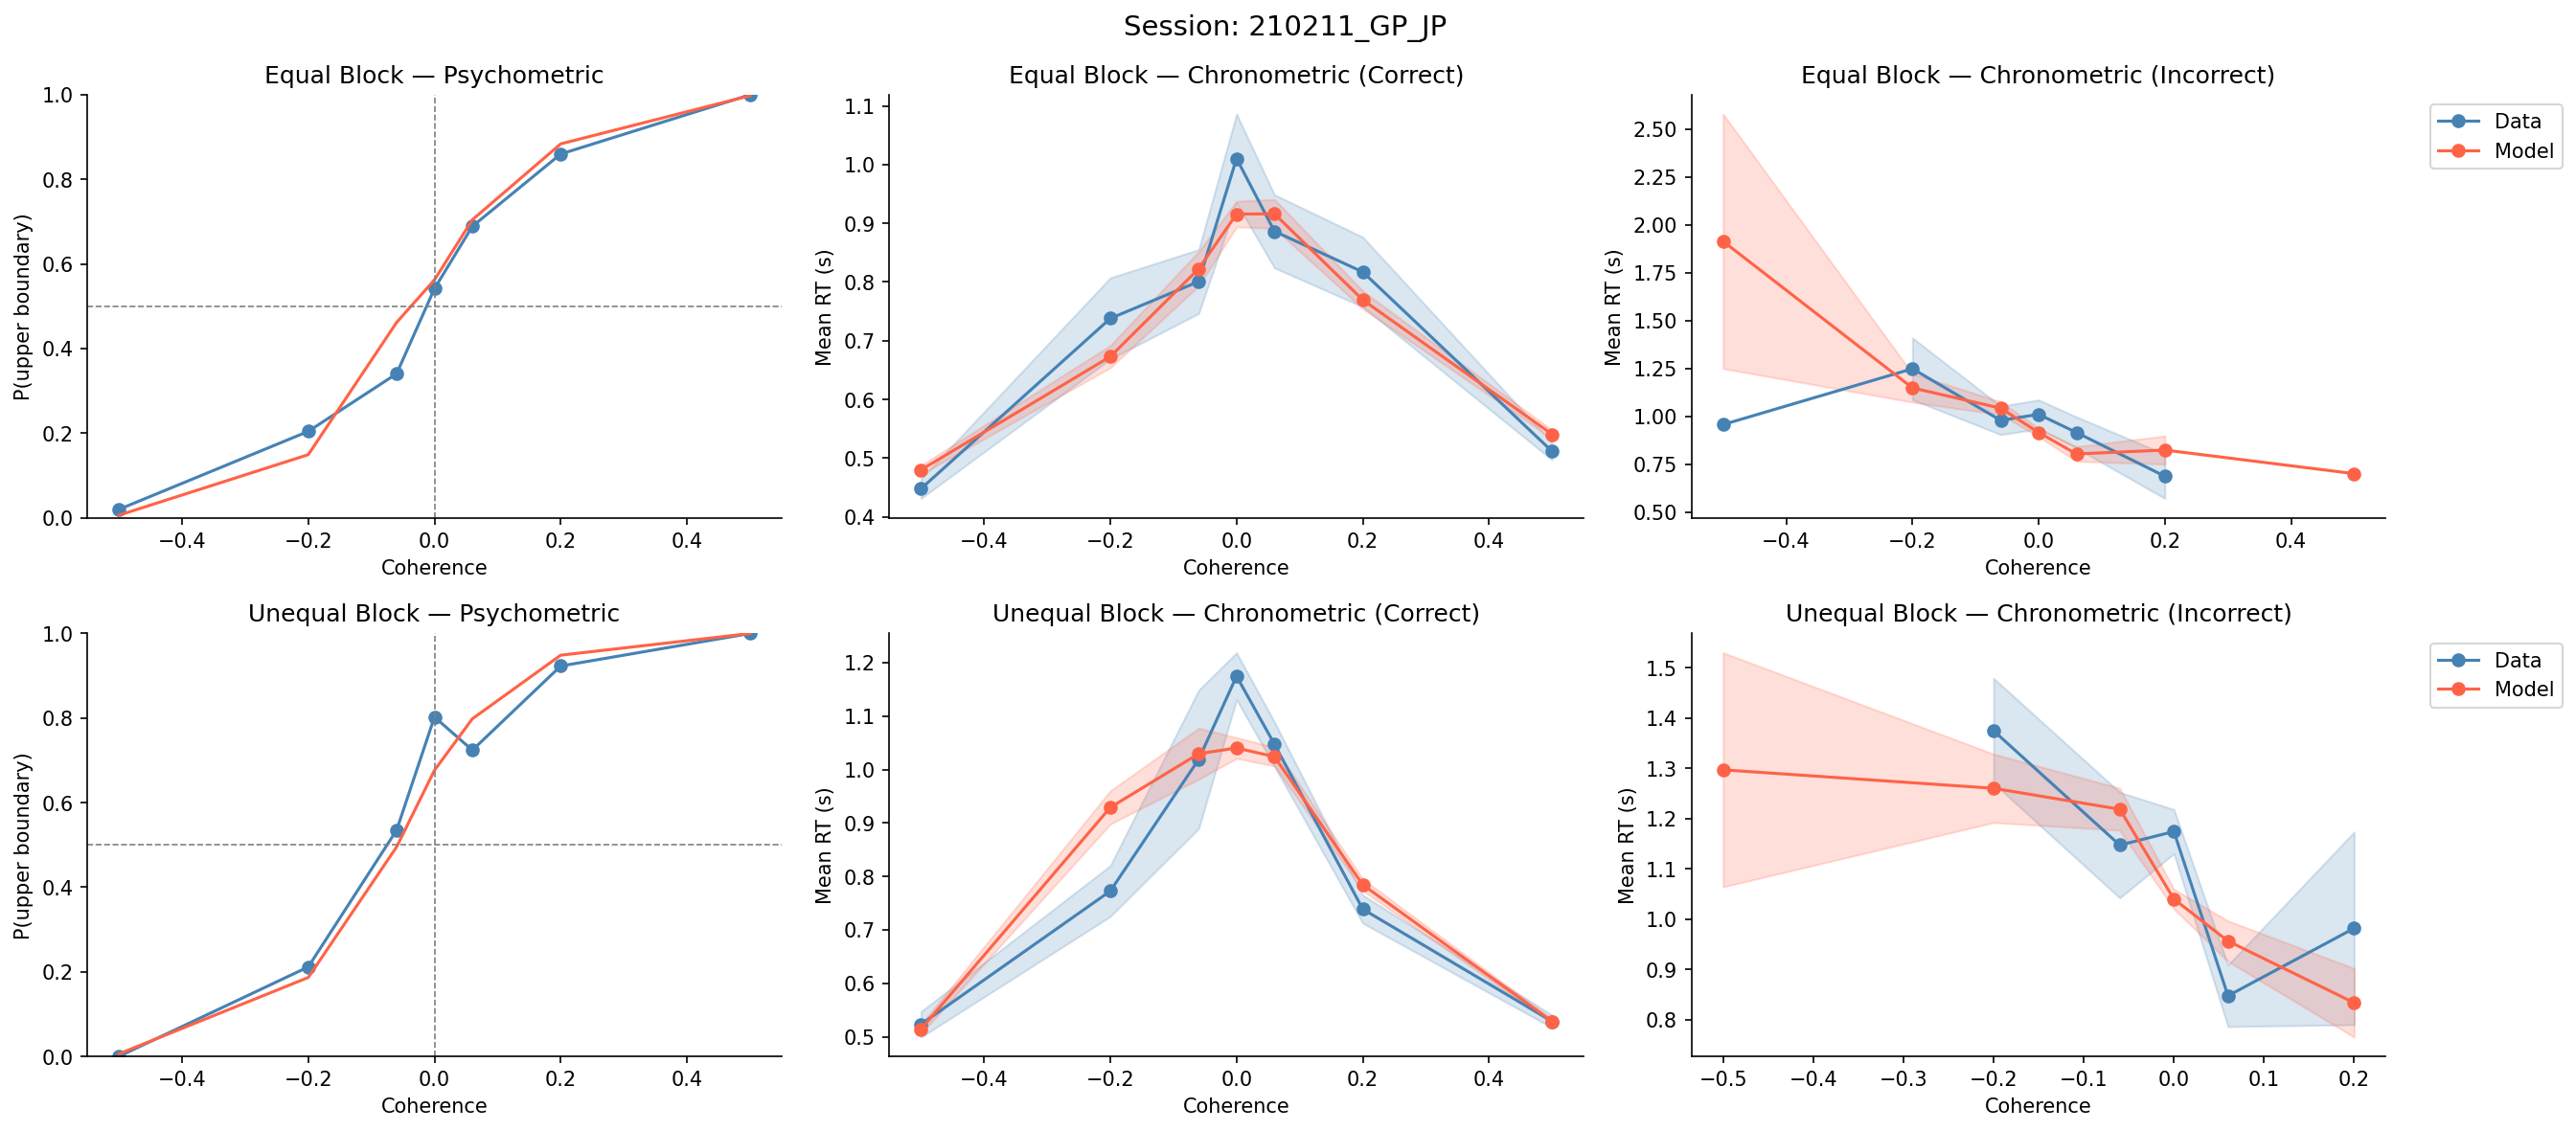 Session: 210211_GP_JP
Equal Block — Psychometric
1.0
0.8
0.6
0.4
0.2
0.0
P(upper boundary)
−0.4 −0.2 0.0 0.2 0.4
Coherence
Equal Block — Chronometric (Correct)
1.1
1.0
0.9
0.8
0.7
0.6
0.5
0.4
Mean RT (s)
−0.4 −0.2 0.0 0.2 0.4
Coherence
Equal Block — Chronometric (Incorrect)
2.50
2.25
2.00
1.75
1.50
1.25
1.00
0.75
0.50
Mean RT (s)
−0.4 −0.2 0.0 0.2 0.4
Coherence
Data
Model
Unequal Block — Psychometric
1.0
0.8
0.6
0.4
0.2
0.0
P(upper boundary)
−0.4 −0.2 0.0 0.2 0.4
Coherence
Unequal Block — Chronometric (Correct)
1.2
1.1
1.0
0.9
0.8
0.7
0.6
0.5
Mean RT (s)
−0.4 −0.2 0.0 0.2 0.4
Coherence
Unequal Block — Chronometric (Incorrect)
1.5
1.4
1.3
1.2
1.1
1.0
0.9
0.8
Mean RT (s)
−0.5 −0.4 −0.3 −0.2 −0.1 0.0 0.1 0.2
Coherence
Data
Model